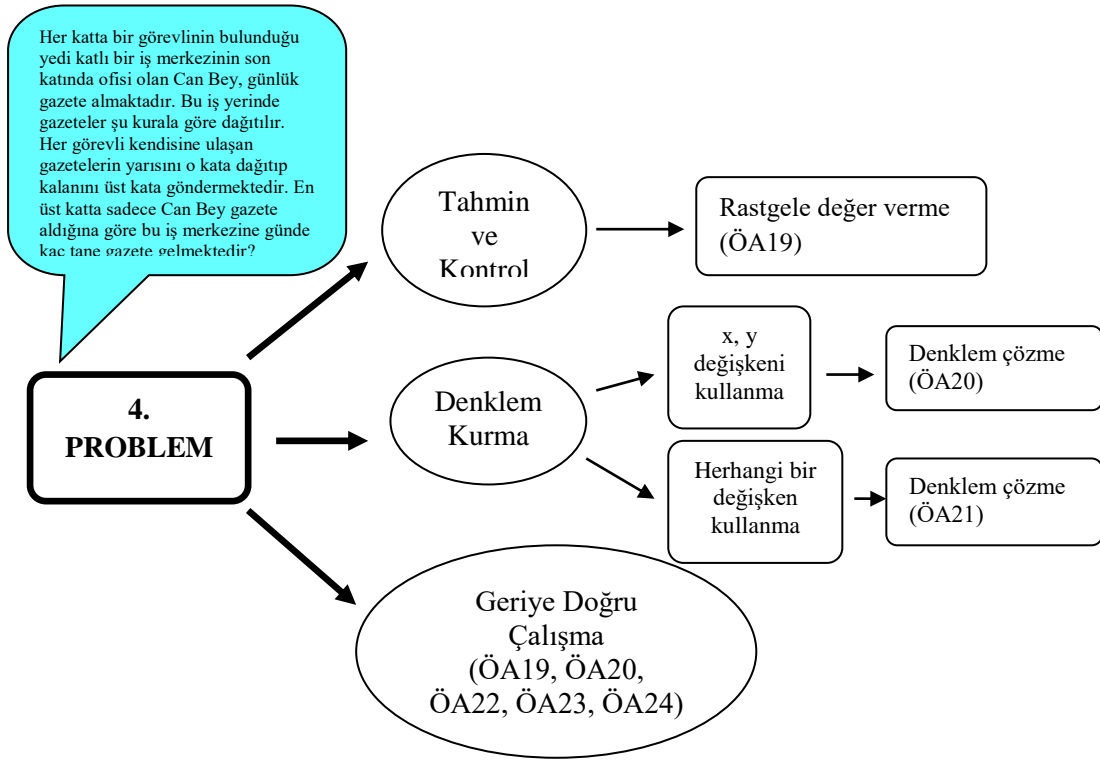 Her katta bir görevlinin bulunduğu
yedi katlı bir iş merkezinin son
katında ofisi olan Can Bey, günlük
gazete almaktadır. Bu iş yerinde
gazeteler şu kurala göre dağıtılır.
Her görevli kendisine ulaşan
gazetelerin yarısını o kata dağıtıp
kalanını üst kata göndermektedir. En
üst katta sadece Can Bey gazete
aldığına göre bu iş merkezine günde
kaç tane gazete gelmektedir?
Tahmin
ve
Kontrol
Rastgele değer verme
(ÖA19)
4.
PROBLEM
Denklem
Kurma
x, y
değişkeni
kullanma
Denklem çözme
(ÖA20)
Herhangi bir
değişken
kullanma
Denklem çözme
(ÖA21)
Geriye Doğru
Çalışma
(ÖA19, ÖA20,
ÖA22, ÖA23, ÖA24)